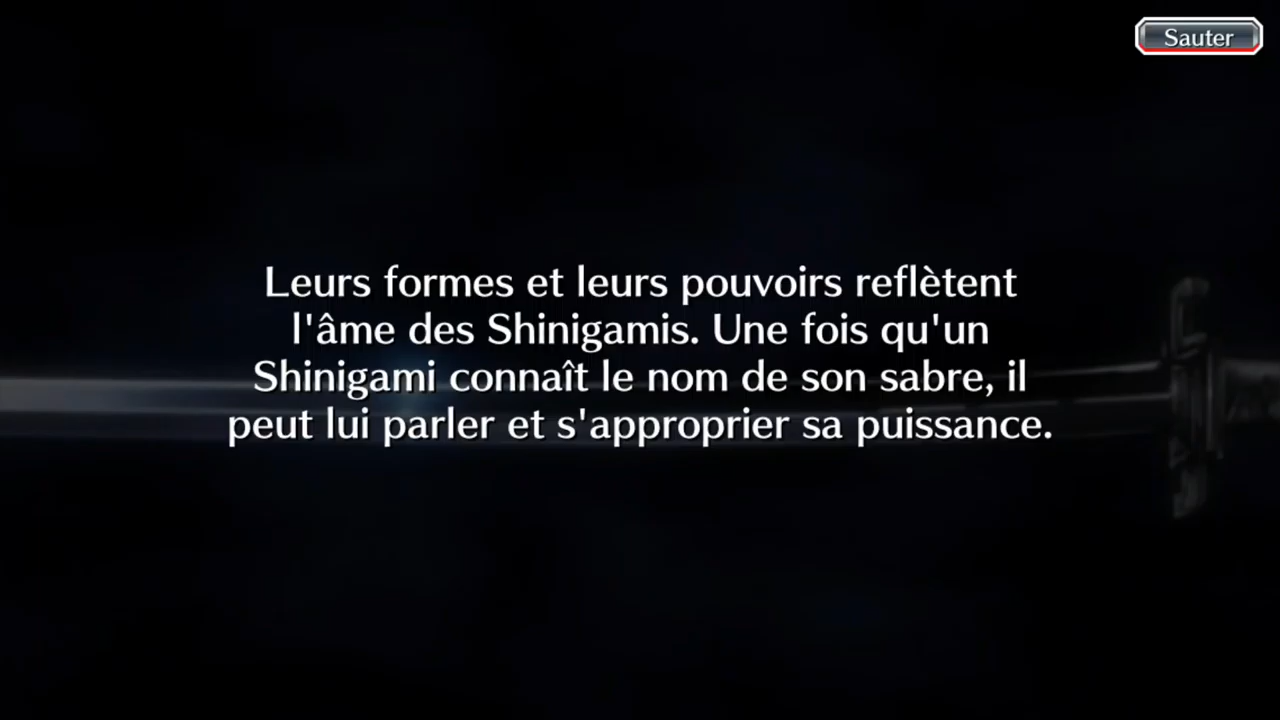 Sauter
Leurs formes et leurs pouvoirs reflètent
l'âme des Shinigamis. Une fois qu'un
Shinigami connaît le nom de son sabre, il
peut lui parler et s'approprier sa puissance.